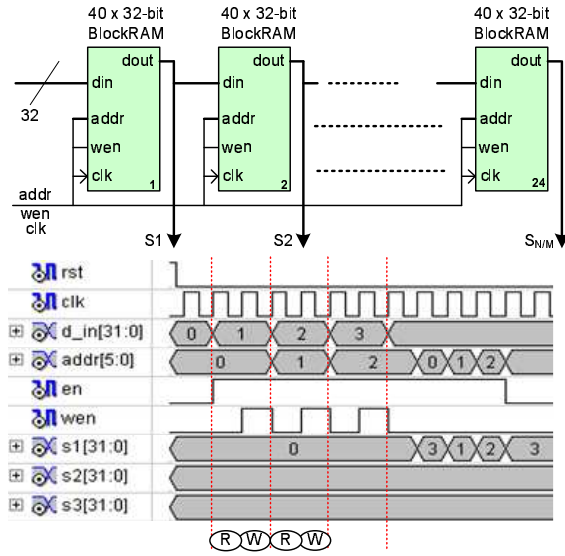 40 x 32-bit
BlockRAM
40 x 32-bit
BlockRAM
40 x 32-bit
BlockRAM
dout
din
addr
wen
clk
1
dout
din
addr
wen
clk
2
dout
din
addr
wen
clk
24
32
addr
wen
clk
S1
S2
SN/M
rst
clk
d_in[31:0] 0 1 2 3
addr[5:0] 0 1 2 0 1 2
en
wen
s1[31:0] 0 3 1 2 3
s2[31:0]
s3[31:0]
R W R W